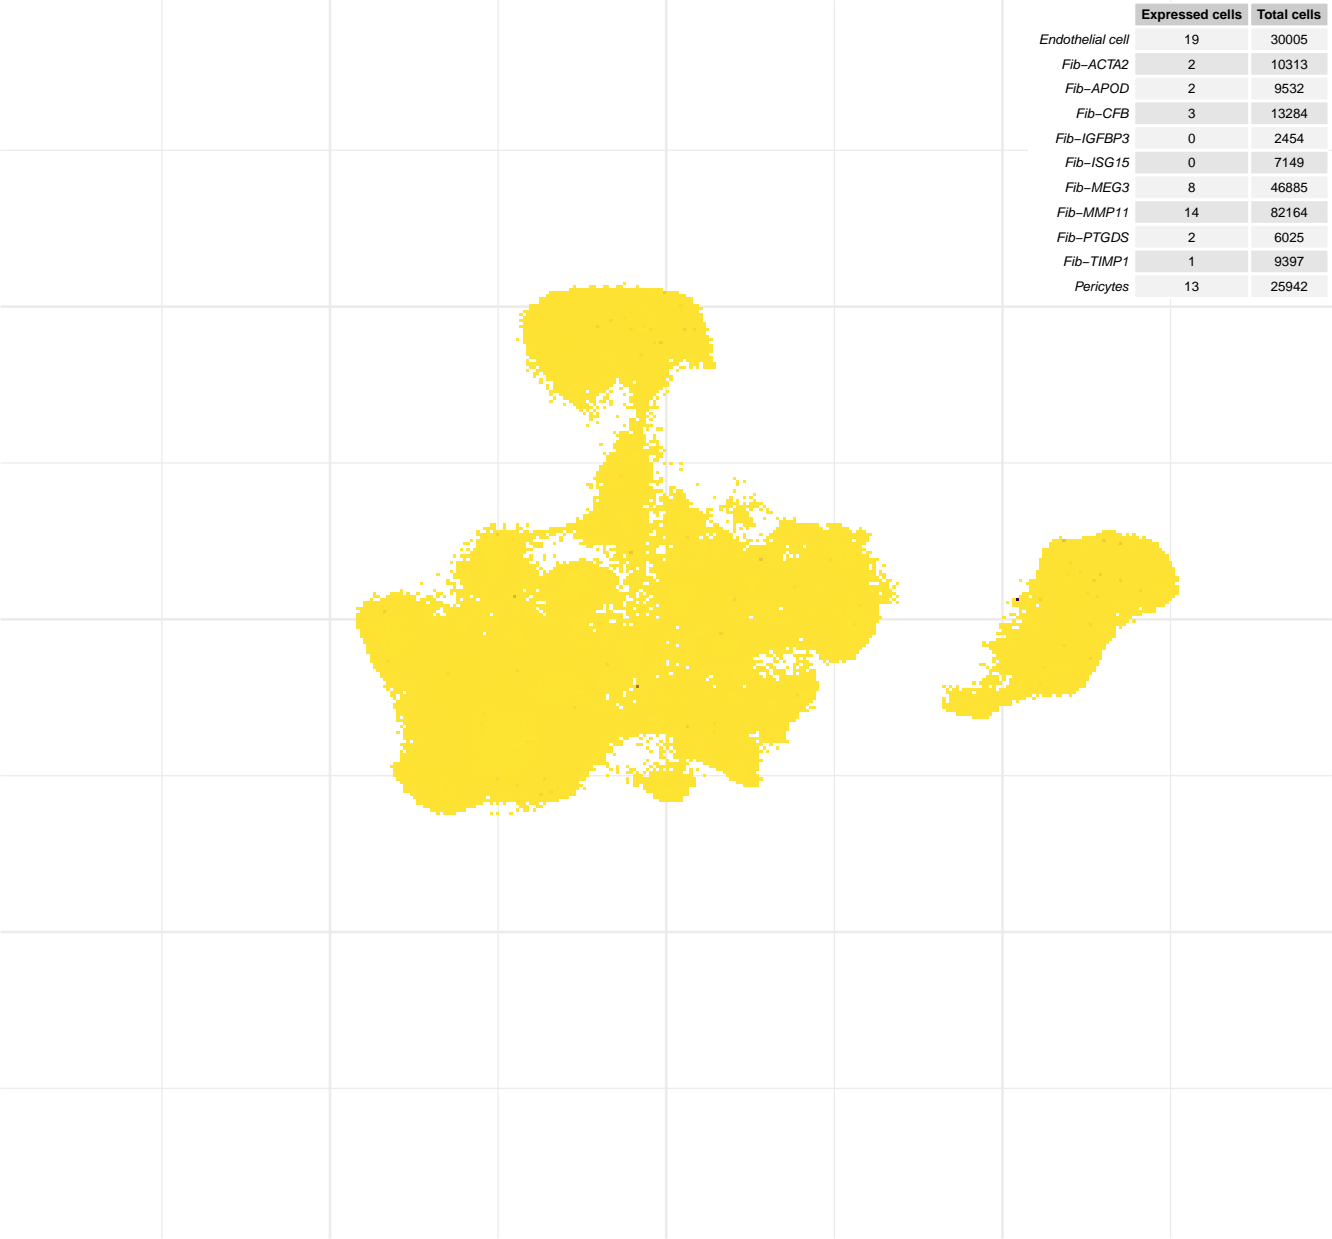 Expressed cells Total cells
Endothelial cell 19 30005
Fib−ACTA2 2 10313
Fib−APOD 2 9532
Fib−CFB 3 13284
Fib−IGFBP3 0 2454
Fib−ISG15 0 7149
Fib−MEG3 8 46885
Fib−MMP11 14 82164
Fib−PTGDS 2 6025
Fib−TIMP1 1 9397
Pericytes 13 25942